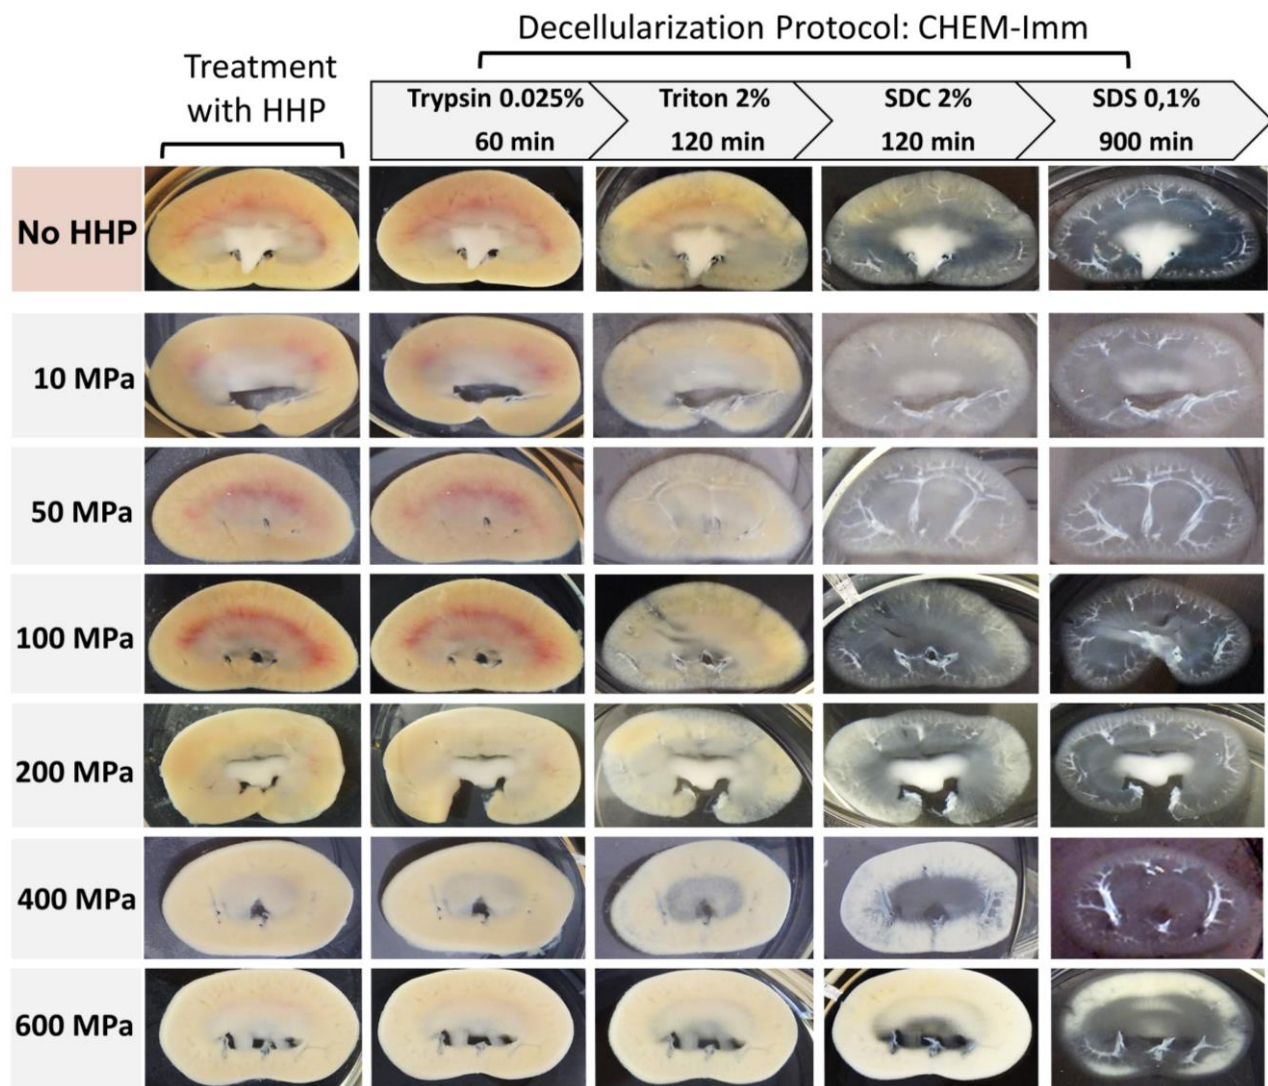 Decellularization Protocol: CHEM-Imm
Treatment
with HHP
Trypsin 0.025%
60 min
Triton 2%
120 min
SDC 2%
120 min
SDS 0,1%
900 min
No HHP
10 MPa
50 MPa
100 MPa
200 MPa
400 MPa
600 MPa